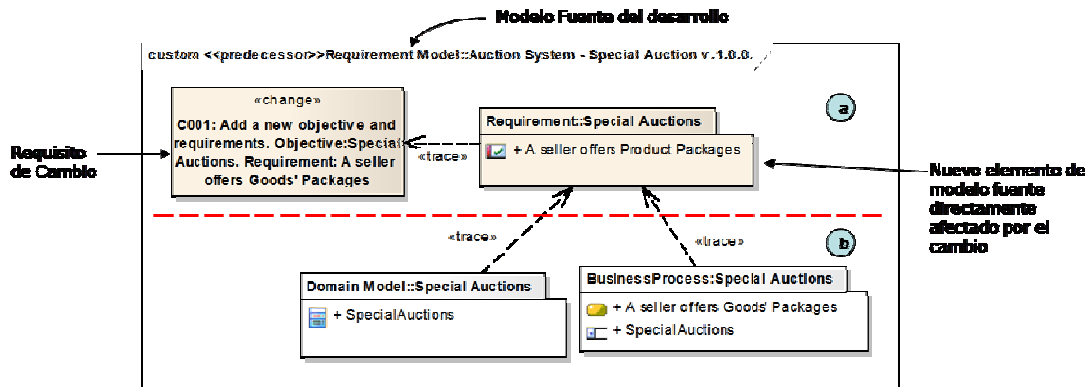 Modelo Fuente del desarrollo
custom <<predecessor>>Requirement Model::Auction System - Special Auction v.1.0.0.
«change»
C001: Add a new objective and
requirements. Objective:Special
Auctions. Requirement: A seller
offers Goods' Packages
Requisito
de Cambio
«trace»
Requirement::Special Auctions
+ A seller offers Product Packages
a
Nuevo elemento de
modelo fuente
directamente
afectado por el
cambio
«trace»
«trace»
b
Domain Model::Special Auctions
+ SpecialAuctions
BusinessProcess:Special Auctions
+ A seller offers Goods' Packages
+ SpecialAuctions